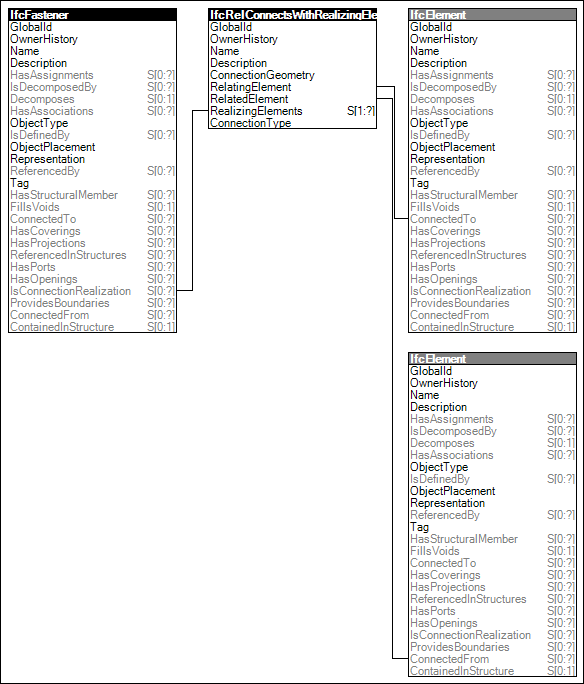 IfcFastener
GlobalId
OwnerHistory
Name
Description
HasAssignments S[0:?]
IsDecomposedBy S[0:?]
Decomposes S[0:1]
HasAssociations S[0:?]
ObjectType
IsDefinedBy S[0:?]
ObjectPlacement
Representation
ReferencedBy S[0:?]
Tag
HasStructuralMember S[0:?]
FillsVoids S[0:1]
ConnectedTo S[0:?]
HasCoverings S[0:?]
HasProjections S[0:?]
ReferencedInStructures S[0:?]
HasPorts S[0:?]
HasOpenings S[0:?]
IsConnectionRealization S[0:?]
ProvidesBoundaries S[0:?]
ConnectedFrom S[0:?]
ContainedInStructure S[0:1]
IfcRelConnectsWithRealizingEle
GlobalId
OwnerHistory
Name
Description
ConnectionGeometry
RelatingElement
RelatedElement
RealizingElements S[1:?]
ConnectionType
IfcElement
GlobalId
OwnerHistory
Name
Description
HasAssignments S[0:?]
IsDecomposedBy S[0:?]
Decomposes S[0:1]
HasAssociations S[0:?]
ObjectType
IsDefinedBy S[0:?]
ObjectPlacement
Representation
ReferencedBy S[0:?]
Tag
HasStructuralMember S[0:?]
FillsVoids S[0:1]
ConnectedTo S[0:?]
HasCoverings S[0:?]
HasProjections S[0:?]
ReferencedInStructures S[0:?]
HasPorts S[0:?]
HasOpenings S[0:?]
IsConnectionRealization S[0:?]
ProvidesBoundaries S[0:?]
ConnectedFrom S[0:?]
ContainedInStructure S[0:1]
IfcElement
GlobalId
OwnerHistory
Name
Description
HasAssignments S[0:?]
IsDecomposedBy S[0:?]
Decomposes S[0:1]
HasAssociations S[0:?]
ObjectType
IsDefinedBy S[0:?]
ObjectPlacement
Representation
ReferencedBy S[0:?]
Tag
HasStructuralMember S[0:?]
FillsVoids S[0:1]
ConnectedTo S[0:?]
HasCoverings S[0:?]
HasProjections S[0:?]
ReferencedInStructures S[0:?]
HasPorts S[0:?]
HasOpenings S[0:?]
IsConnectionRealization S[0:?]
ProvidesBoundaries S[0:?]
ConnectedFrom S[0:?]
ContainedInStructure S[0:1]